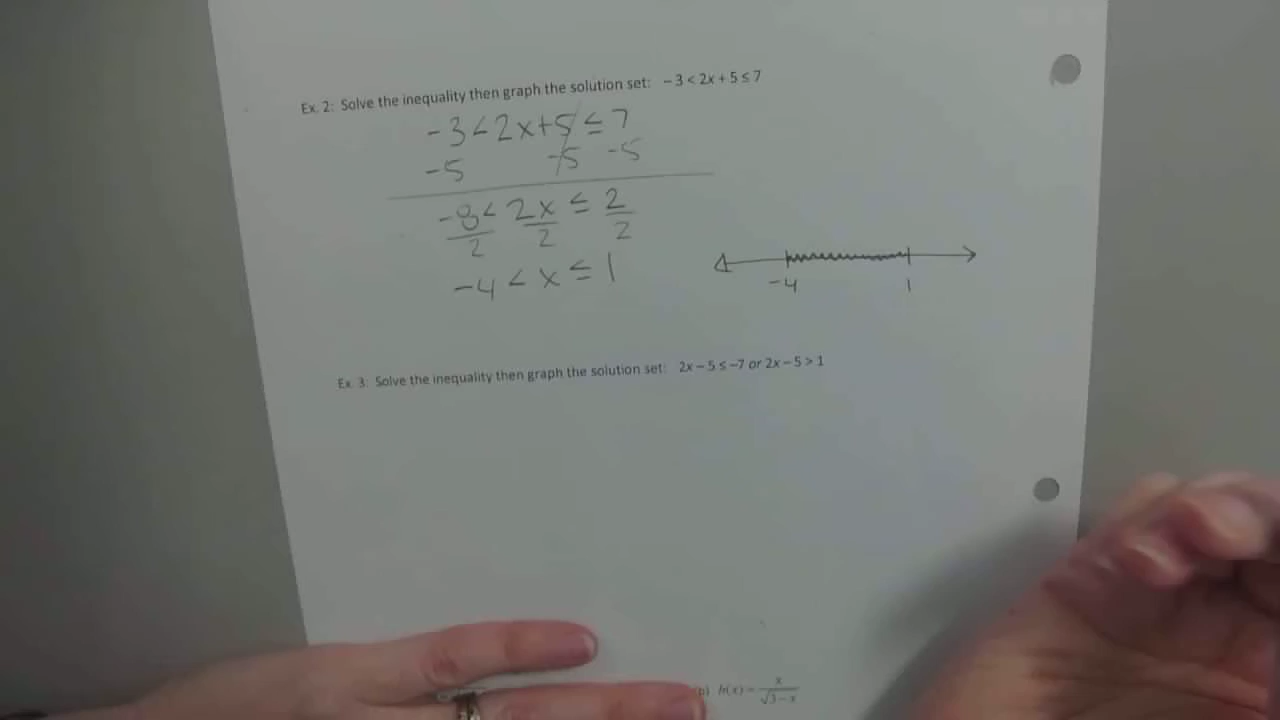 Ex. 2: Solve the inequality then graph the solution set: − 3 < 2x + 5 ≤ 7
-3 < 2x+5 ≤ 7
-5 -5 -5
-8/2 < 2x/2 ≤ 2/2
-4 < x ≤ 1
-4 1
Ex. 3: Solve the inequality then graph the solution set: 2x − 5 ≤ −7 or 2x − 5 > 1
b) h(x) = x/√3−x